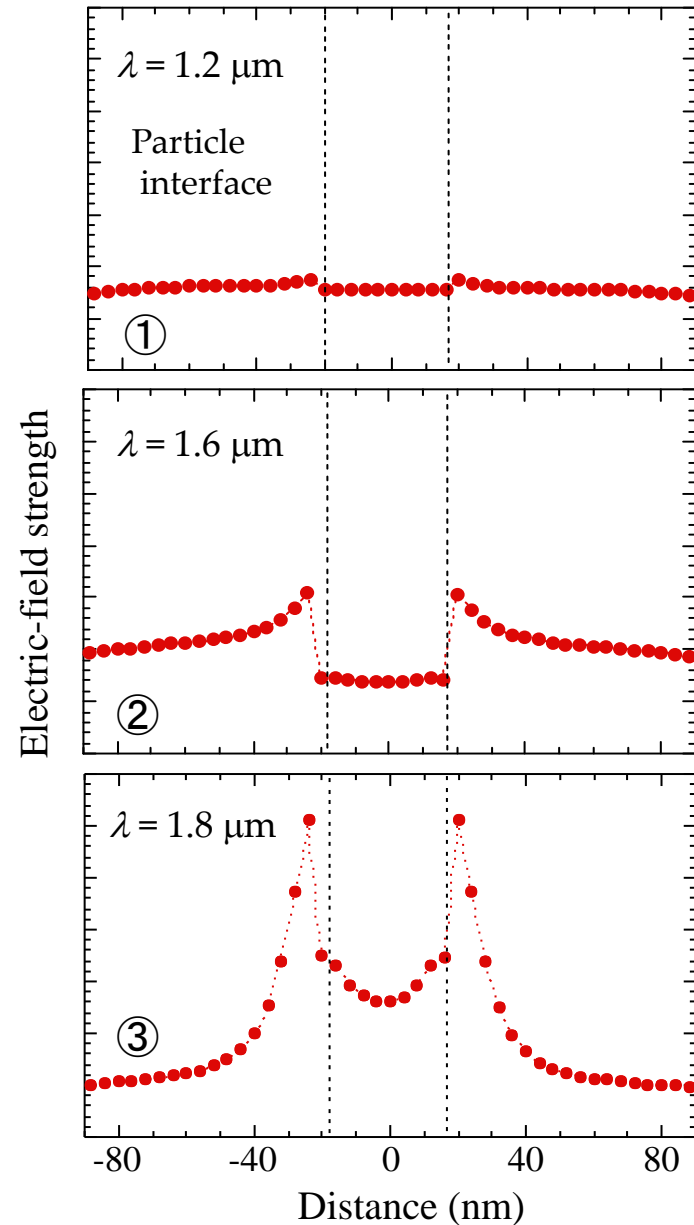 λ = 1.2 μm
Particle
interface
①
λ = 1.6 μm
②
Electric-field strength
λ = 1.8 μm
③
-80 -40 0 40 80
Distance (nm)